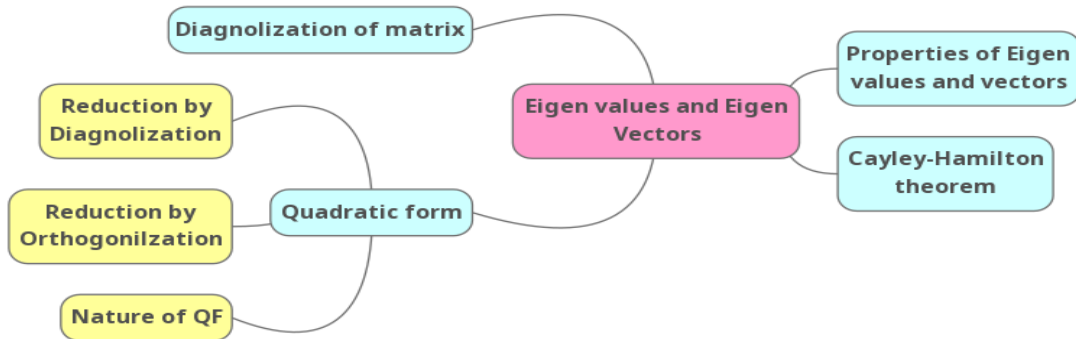 Diagnolization of matrix
Properties of Eigen
values and vectors
Reduction by
Diagnolization
Eigen values and Eigen
Vectors
Cayley-Hamilton
theorem
Reduction by
Orthogonilzation
Quadratic form
Nature of QF